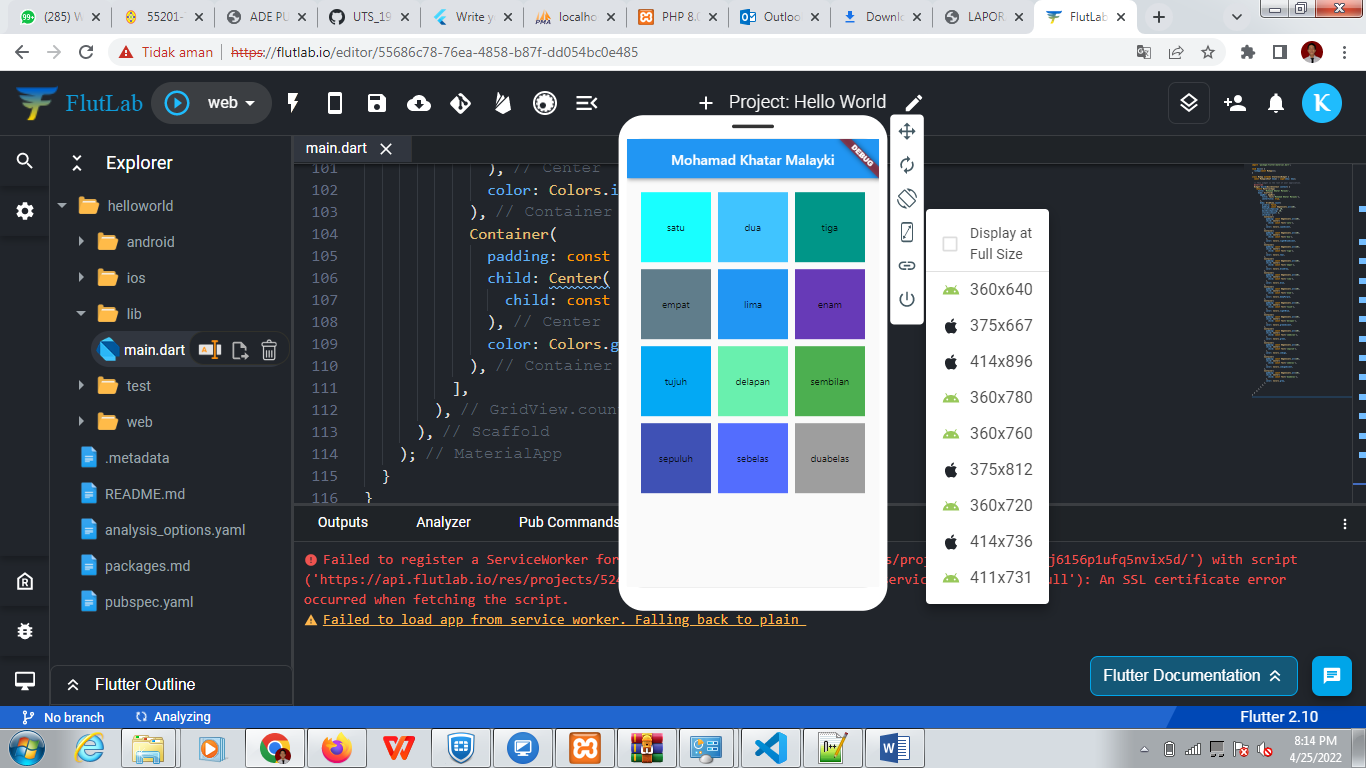 (285) W
55201-
ADE PU
UTS_19
Write y
localho
PHP 8.0
Outloo
Downl
LAPOR
FlutLab
Tidak aman
https://flutlab.io/editor/55686c78-76ea-4858-b87f-dd054bc0e485
FlutLab
web
Project: Hello World
K
Explorer
helloworld
android
ios
lib
main.dart
test
web
.metadata
README.md
analysis_options.yaml
packages.md
pubspec.yaml
Flutter Outline
main.dart
101 ), // Center
102 color: Colors.i
103 ), // Container
104 Container(
105 padding: const
106 child: Center(
107 child: const
108 ), // Center
109 color: Colors.g
110 ), // Container
111 ],
112 ), // GridView.coun
113 ), // Scaffold
114 ); // MaterialApp
115 }
116 }
Mohamad Khatar Malayki
DEBUG
satu
dua
tiga
empat
lima
enam
tujuh
delapan
sembilan
sepuluh
sebelas
duabelas
Display at
Full Size
360x640
375x667
414x896
360x780
360x760
375x812
360x720
414x736
411x731
Outputs
Analyzer
Pub Commands
Failed to register a ServiceWorker for s/proj j6156p1ufq5nvix5d/') with script
('https://api.flutlab.io/res/projects/524 servic ull'): An SSL certificate error
occurred when fetching the script.
Failed to load app from service worker. Falling back to plain
Flutter Documentation
No branch
Analyzing
Flutter 2.10
8:14 PM
4/25/2022